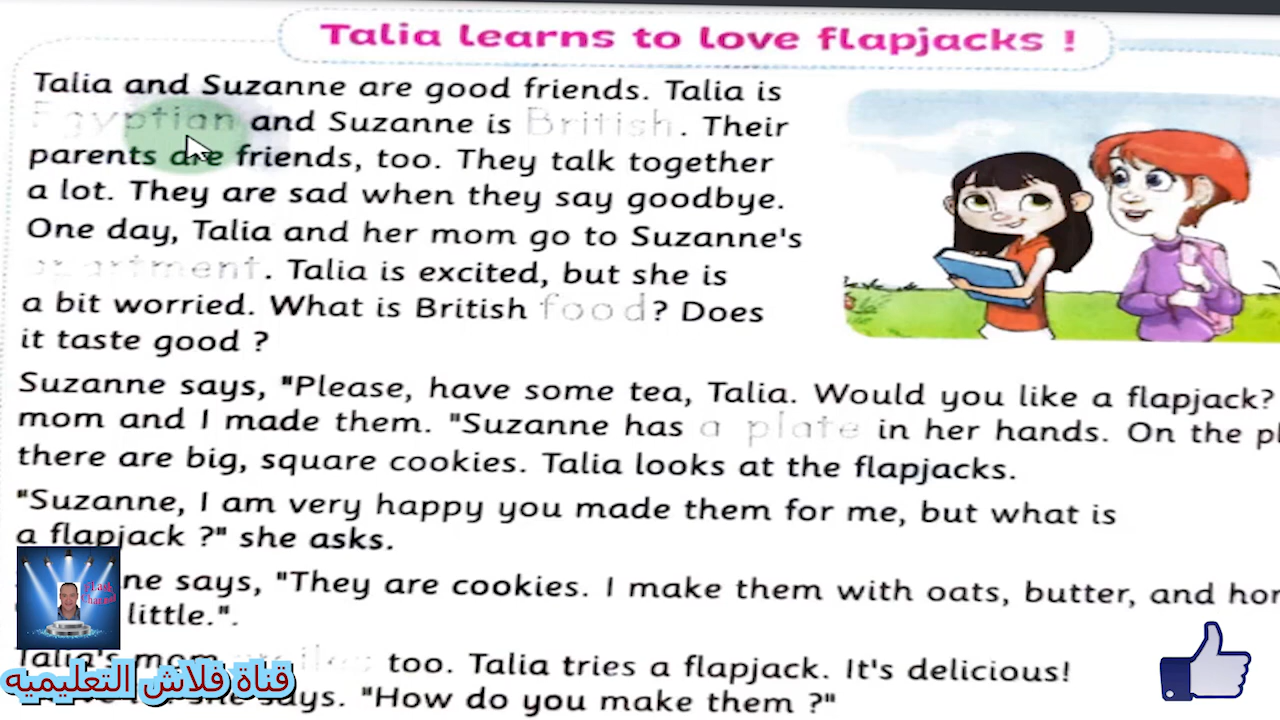 Talia learns to love flapjacks !
Talia and Suzanne are good friends. Talia is
Egyptian and Suzanne is British. Their
parents are friends, too. They talk together
a lot. They are sad when they say goodbye.
One day, Talia and her mom go to Suzanne's
apartment. Talia is excited, but she is
a bit worried. What is British food? Does
it taste good ?
Suzanne says, "Please, have some tea, Talia. Would you like a flapjack?
mom and I made them. "Suzanne has a plate in her hands. On the
there are big, square cookies. Talia looks at the flapjacks.
"Suzanne, I am very happy you made them for me, but what is
a flapjack ?" she asks.
says, "They are cookies. I make them with oats, butter, and
little.".
Talia's mom smiles too. Talia tries a flapjack. It's delicious!
she says. "How do you make them ?"
Flash
Channel
قناة فلاش التعليميه